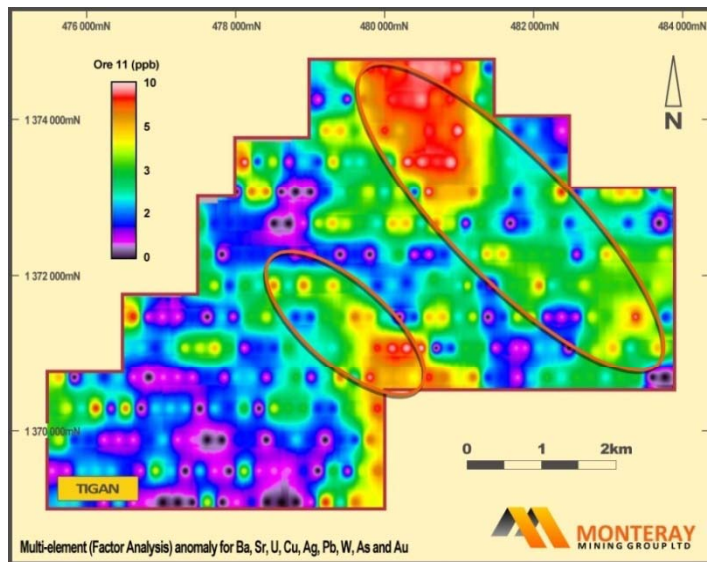 476 000mN
478 000mN
480 000mN
482 000mN
484 000mN
Ore 11 (ppb)
10
5
3
2
0
1 374 000mN
1 372 000mN
1 370 000mN
N
0 1 2km
TIGAN
Multi-element (Factor Analysis) anomaly for Ba, Sr, U, Cu, Ag, Pb, W, As and Au
MONTERAY
MINING GROUP LTD